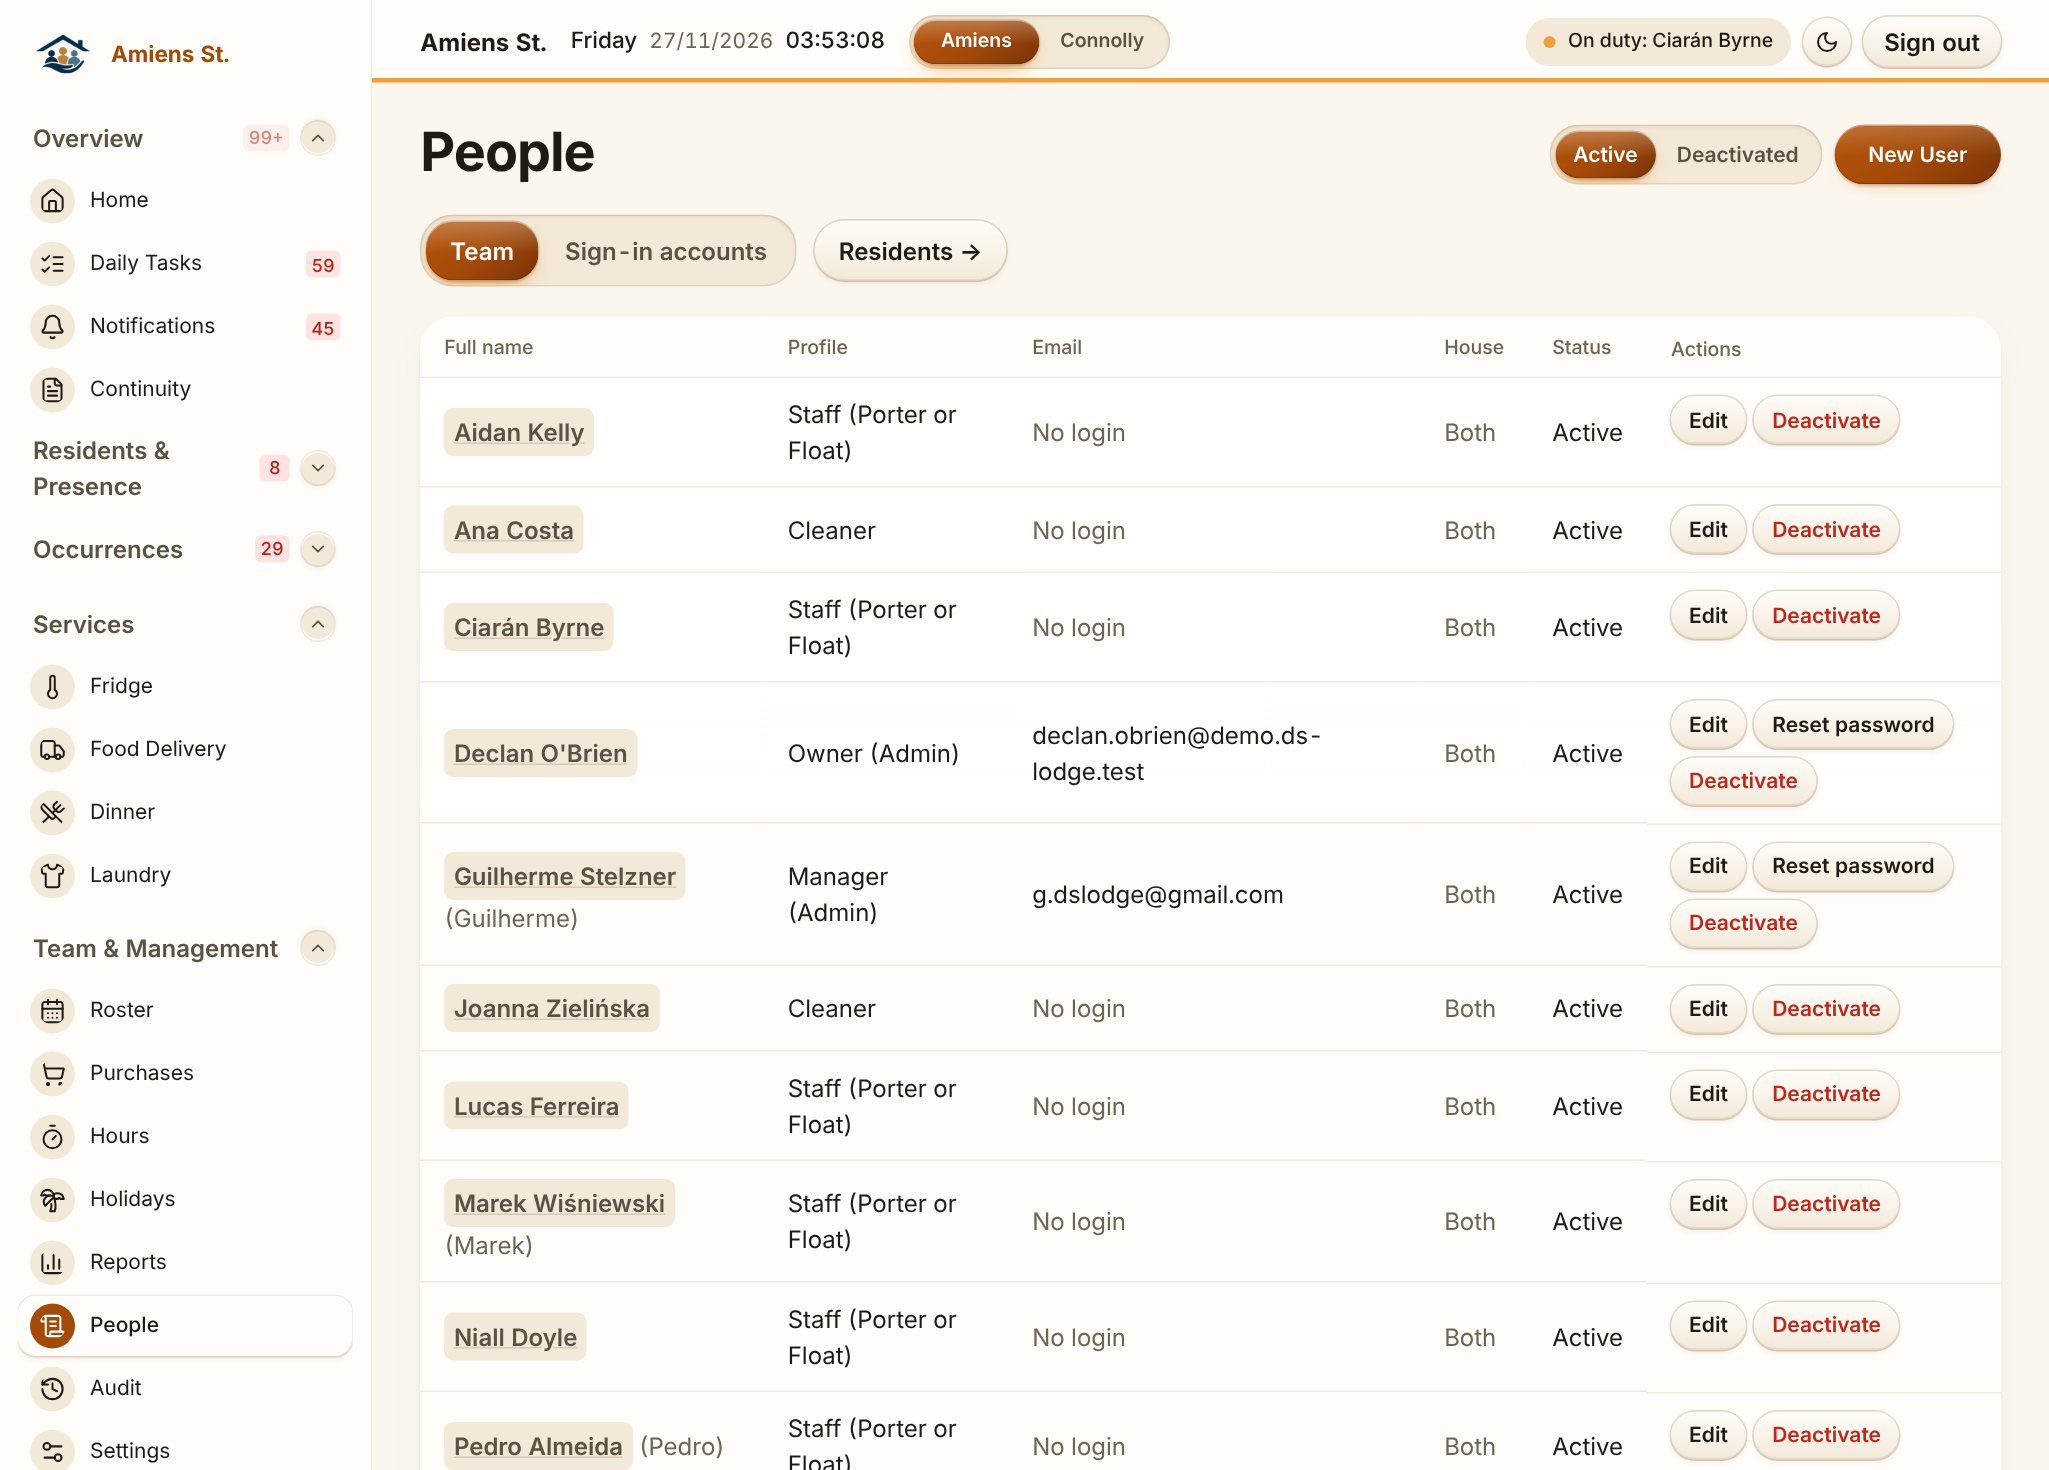 Amiens St.
Amiens St. Friday 27/11/2026 03:53:08 Amiens Connolly On duty: Ciarán Byrne Sign out
Overview 99+
Home
Daily Tasks 59
Notifications 45
Continuity
Residents & Presence 8
Occurrences 29
Services
Fridge
Food Delivery
Dinner
Laundry
Team & Management
Roster
Purchases
Hours
Holidays
Reports
People
Audit
Settings
People Active Deactivated New User
Team Sign-in accounts Residents →
Full name Profile Email House Status Actions
Aidan Kelly Staff (Porter or Float) No login Both Active Edit Deactivate
Ana Costa Cleaner No login Both Active Edit Deactivate
Ciarán Byrne Staff (Porter or Float) No login Both Active Edit Deactivate
Declan O'Brien Owner (Admin) declan.obrien@demo.ds-lodge.test Both Active Edit Reset password Deactivate
Guilherme Stelzner (Guilherme) Manager (Admin) g.dslodge@gmail.com Both Active Edit Reset password Deactivate
Joanna Zielińska Cleaner No login Both Active Edit Deactivate
Lucas Ferreira Staff (Porter or Float) No login Both Active Edit Deactivate
Marek Wiśniewski (Marek) Staff (Porter or Float) No login Both Active Edit Deactivate
Niall Doyle Staff (Porter or Float) No login Both Active Edit Deactivate
Pedro Almeida (Pedro) Staff (Porter or Float) No login Both Active Edit Deactivate